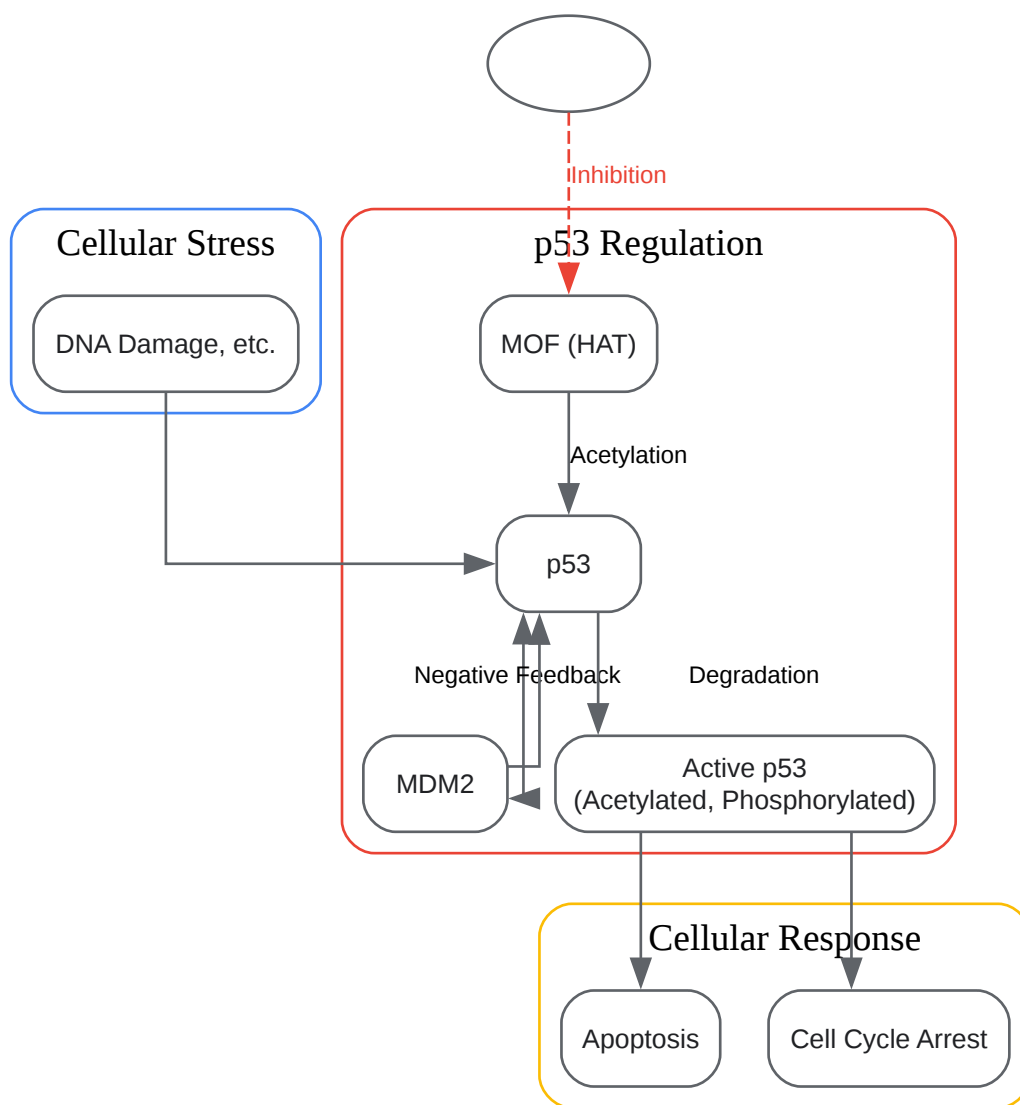 Inhibition
Cellular Stress
p53 Regulation
DNA Damage, etc.
MOF (HAT)
Acetylation
p53
Negative Feedback
Degradation
MDM2
Active p53
(Acetylated, Phosphorylated)
Cellular Response
Apoptosis
Cell Cycle Arrest